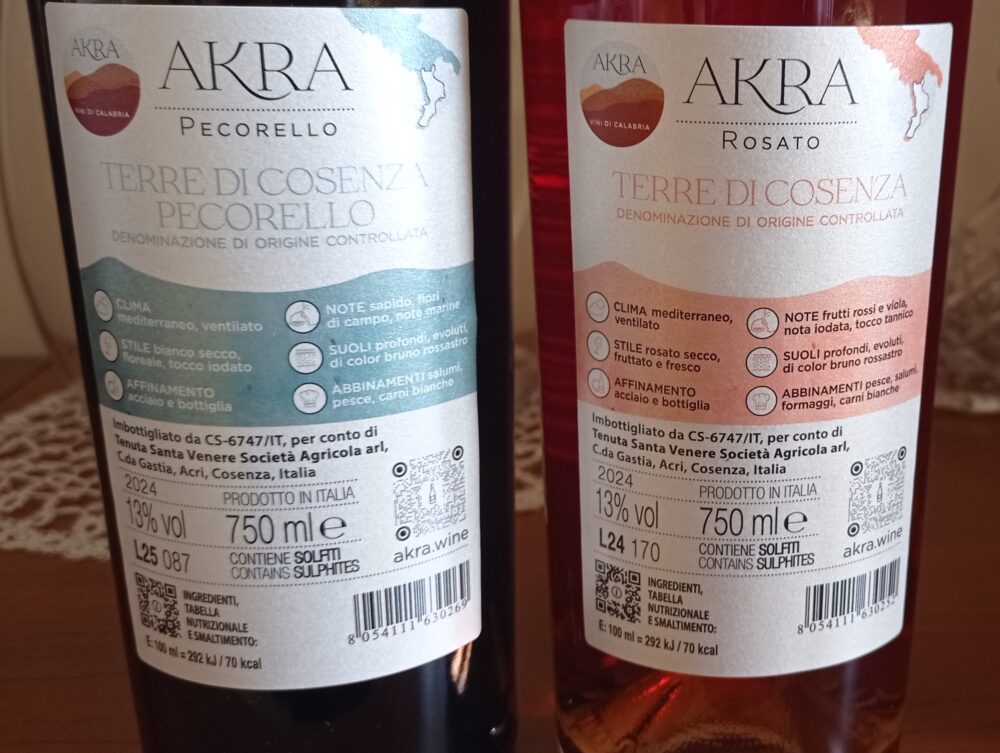 AKRA
VINI DI CALABRIA
AKRA
PECORELLO
TERRE DI COSENZA
PECORELLO
DENOMINAZIONE DI ORIGINE CONTROLLATA
CLIMA
mediterraneo, ventilato
STILE bianco secco,
floreale, tocco iodato
AFFINAMENTO
acciaio e bottiglia
NOTE sapido, fiori
di campo, note marine
SUOLI profondi, evoluti,
di color bruno rossastro
ABBINAMENTI salumi,
pesce, carni bianche
Imbottigliato da CS-6747/IT, per conto di
Tenuta Santa Venere Società Agricola arl,
C.da Gastia, Acri, Cosenza, Italia
2024
PRODOTTO IN ITALIA
13% vol
750 ml e
L25 087
CONTIENE SOLFITI
CONTAINS SULPHITES
akra.wine
INGREDIENTI,
TABELLA
NUTRIZIONALE
E SMALTIMENTO:
E: 100 ml = 292 kJ / 70 kcal
8 054111 630269
AKRA
VINI DI CALABRIA
AKRA
ROSATO
TERRE DI COSENZA
DENOMINAZIONE DI ORIGINE CONTROLLATA
CLIMA mediterraneo,
ventilato
STILE rosato secco,
fruttato e fresco
AFFINAMENTO
acciaio e bottiglia
NOTE frutti rossi e viola,
nota iodata, tocco tannico
SUOLI profondi, evoluti,
di color bruno rossastro
ABBINAMENTI pesce, salumi,
formaggi, carni bianche
Imbottigliato da CS-6747/IT, per conto di
Tenuta Santa Venere Società Agricola arl,
C.da Gastia, Acri, Cosenza, Italia
2024
PRODOTTO IN ITALIA
13% vol
750 ml e
L24 170
CONTIENE SOLFITI
CONTAINS SULPHITES
akra.wine
INGREDIENTI,
TABELLA
NUTRIZIONALE
E SMALTIMENTO:
E: 100 ml = 292 kJ / 70 kcal
8 054111 630252